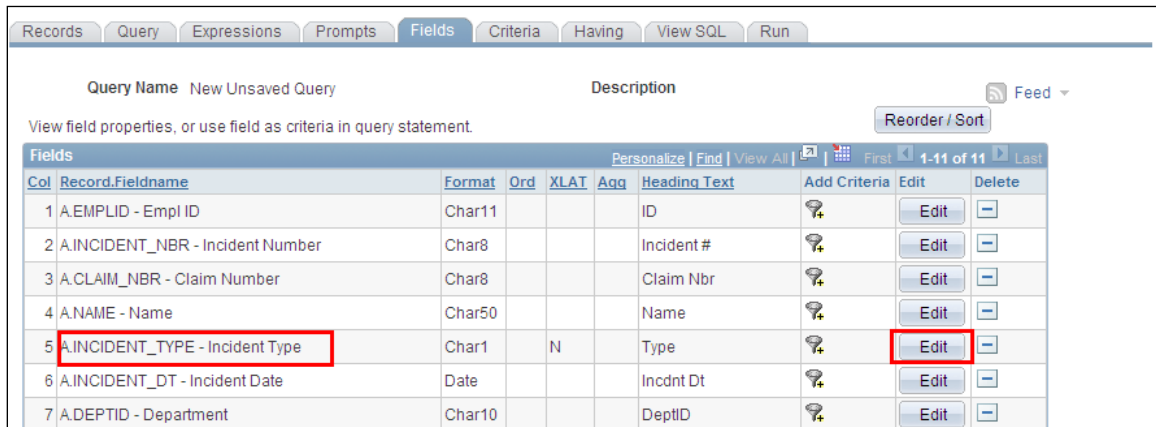 Records Query Expressions Prompts Fields Criteria Having View SQL Run
Query Name New Unsaved Query Description Feed
View field properties, or use field as criteria in query statement. Reorder / Sort
Fields Personalize | Find | View All | | First 1-11 of 11 Last
Col Record.Fieldname Format Ord XLAT Agg Heading Text Add Criteria Edit Delete
1 A.EMPLID - Empl ID Char11 ID Edit
2 A.INCIDENT_NBR - Incident Number Char8 Incident # Edit
3 A.CLAIM_NBR - Claim Number Char8 Claim Nbr Edit
4 A.NAME - Name Char50 Name Edit
5 A.INCIDENT_TYPE - Incident Type Char1 N Type Edit
6 A.INCIDENT_DT - Incident Date Date Incdnt Dt Edit
7 A.DEPTID - Department Char10 DeptID Edit